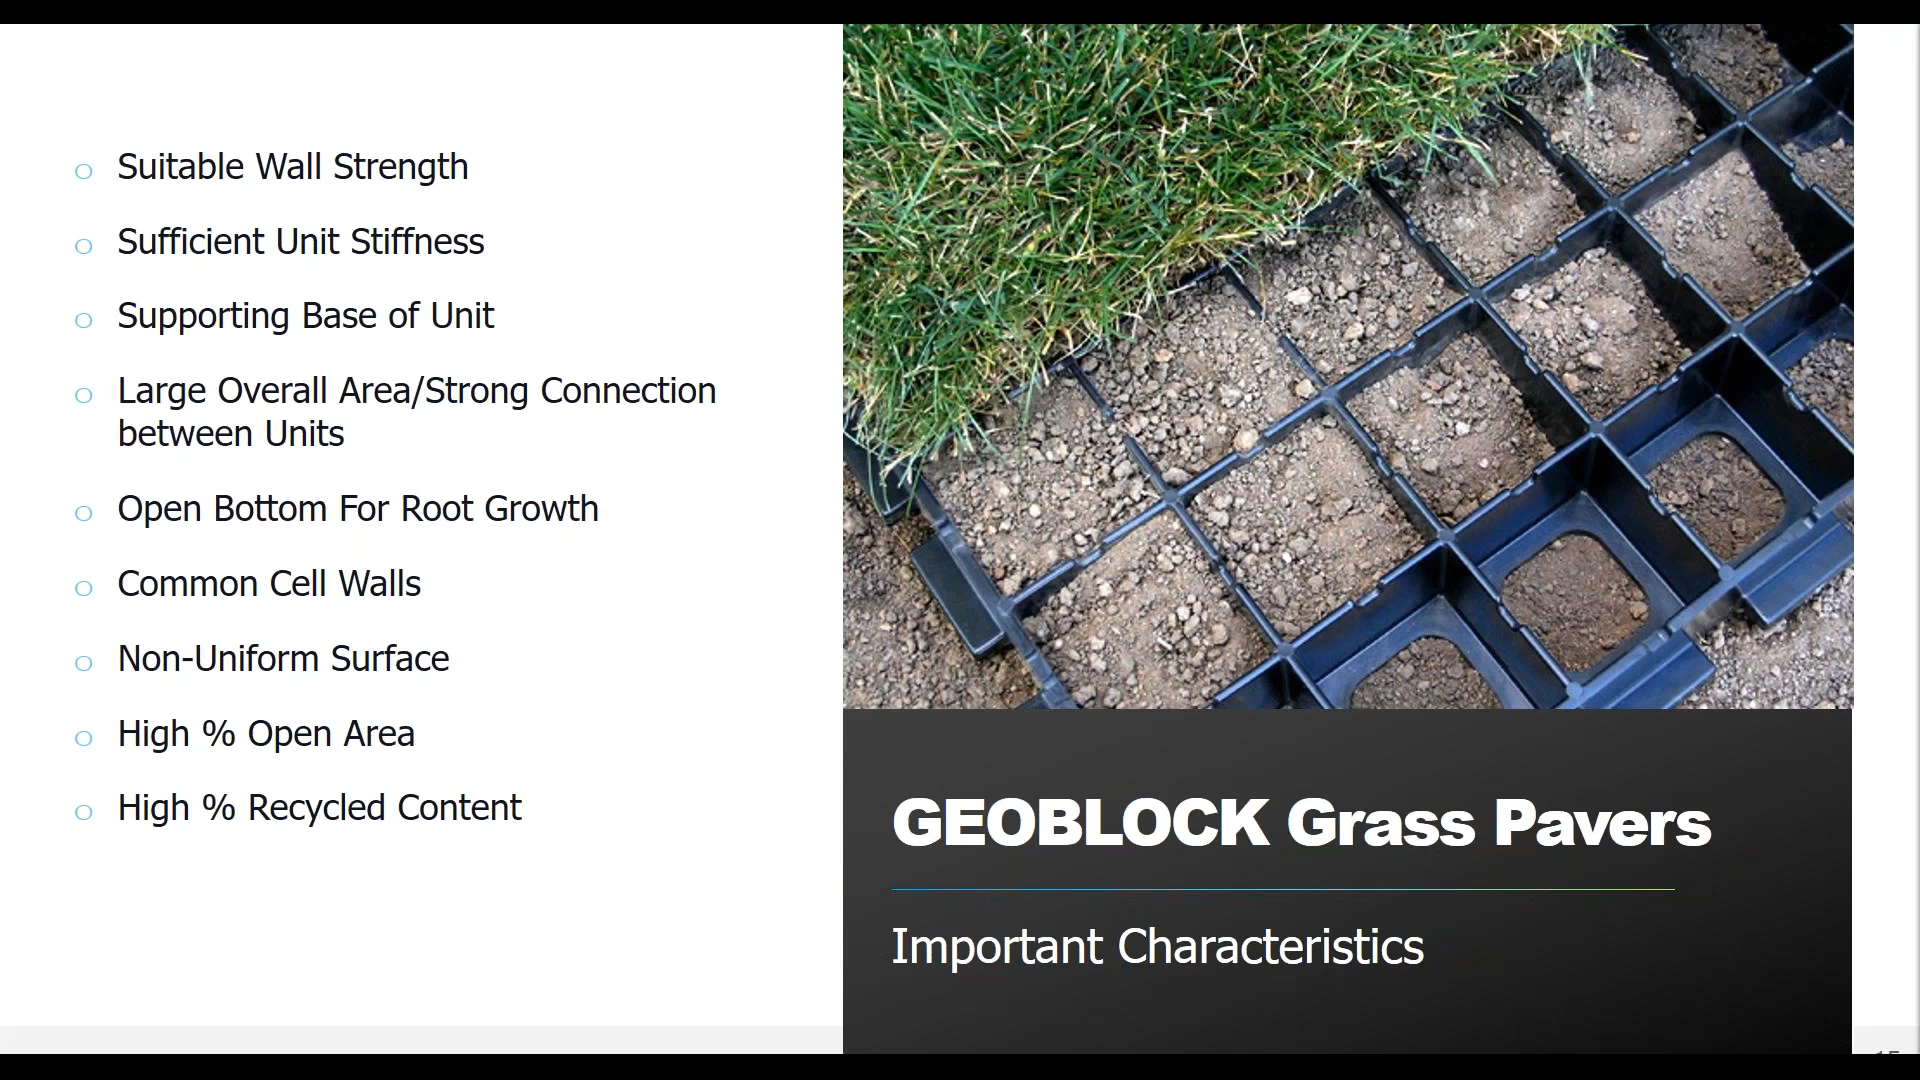 Suitable Wall Strength
Sufficient Unit Stiffness
Supporting Base of Unit
Large Overall Area/Strong Connection
between Units
Open Bottom For Root Growth
Common Cell Walls
Non-Uniform Surface
High % Open Area
High % Recycled Content
GEOBLOCK Grass Pavers
Important Characteristics